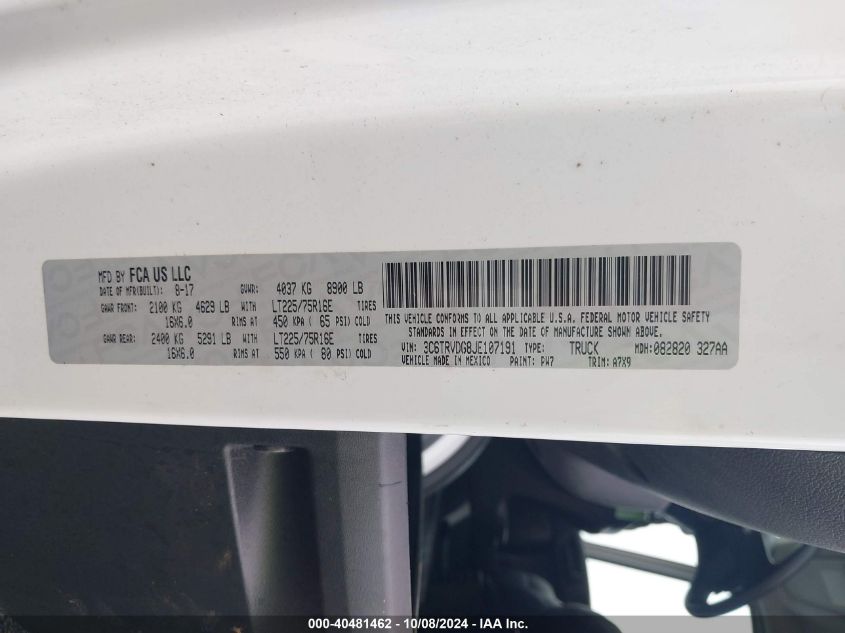 MFD BY FCA US LLC
DATE OF MFR(BUILT): 8-17 GVWR: 4037 KG 8900 LB
GAWR FRONT: 2100 KG 4629 LB WITH LT225/75R16E TIRES
16X6.0 RIMS AT 450 KPA ( 65 PSI) COLD
GAWR REAR: 2400 KG 5291 LB WITH LT225/75R16E TIRES
16X6.0 RIMS AT 550 KPA ( 80 PSI) COLD
THIS VEHICLE CONFORMS TO ALL APPLICABLE U.S.A. FEDERAL MOTOR VEHICLE SAFETY
STANDARDS IN EFFECT ON THE DATE OF MANUFACTURE SHOWN ABOVE.
VIN: 3C6TRVDG8JE107191 TYPE: TRUCK MDH: 082820 327AA
VEHICLE MADE IN MEXICO PAINT: PW7 TRIM: A7X9
000-40481462 - 10/08/2024 - IAA Inc.